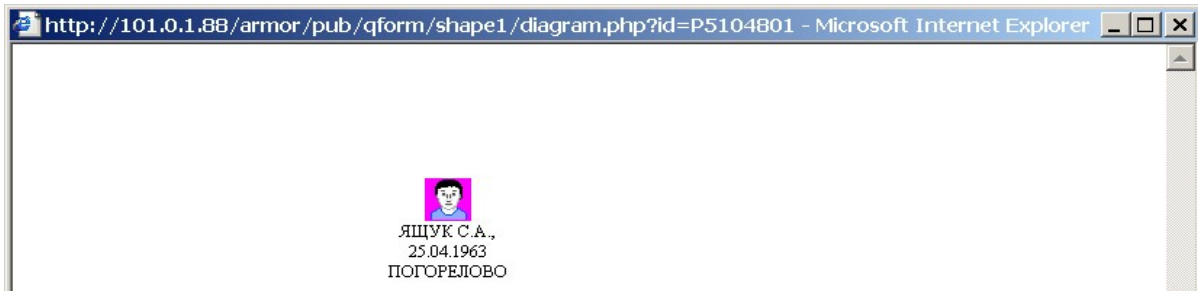 http://101.0.1.88/armor/pub/qform/shape1/diagram.php?id=P5104801 - Microsoft Internet Explorer
ЯЩУК С.А.,
25.04.1963
ПОГОРЕЛОВО